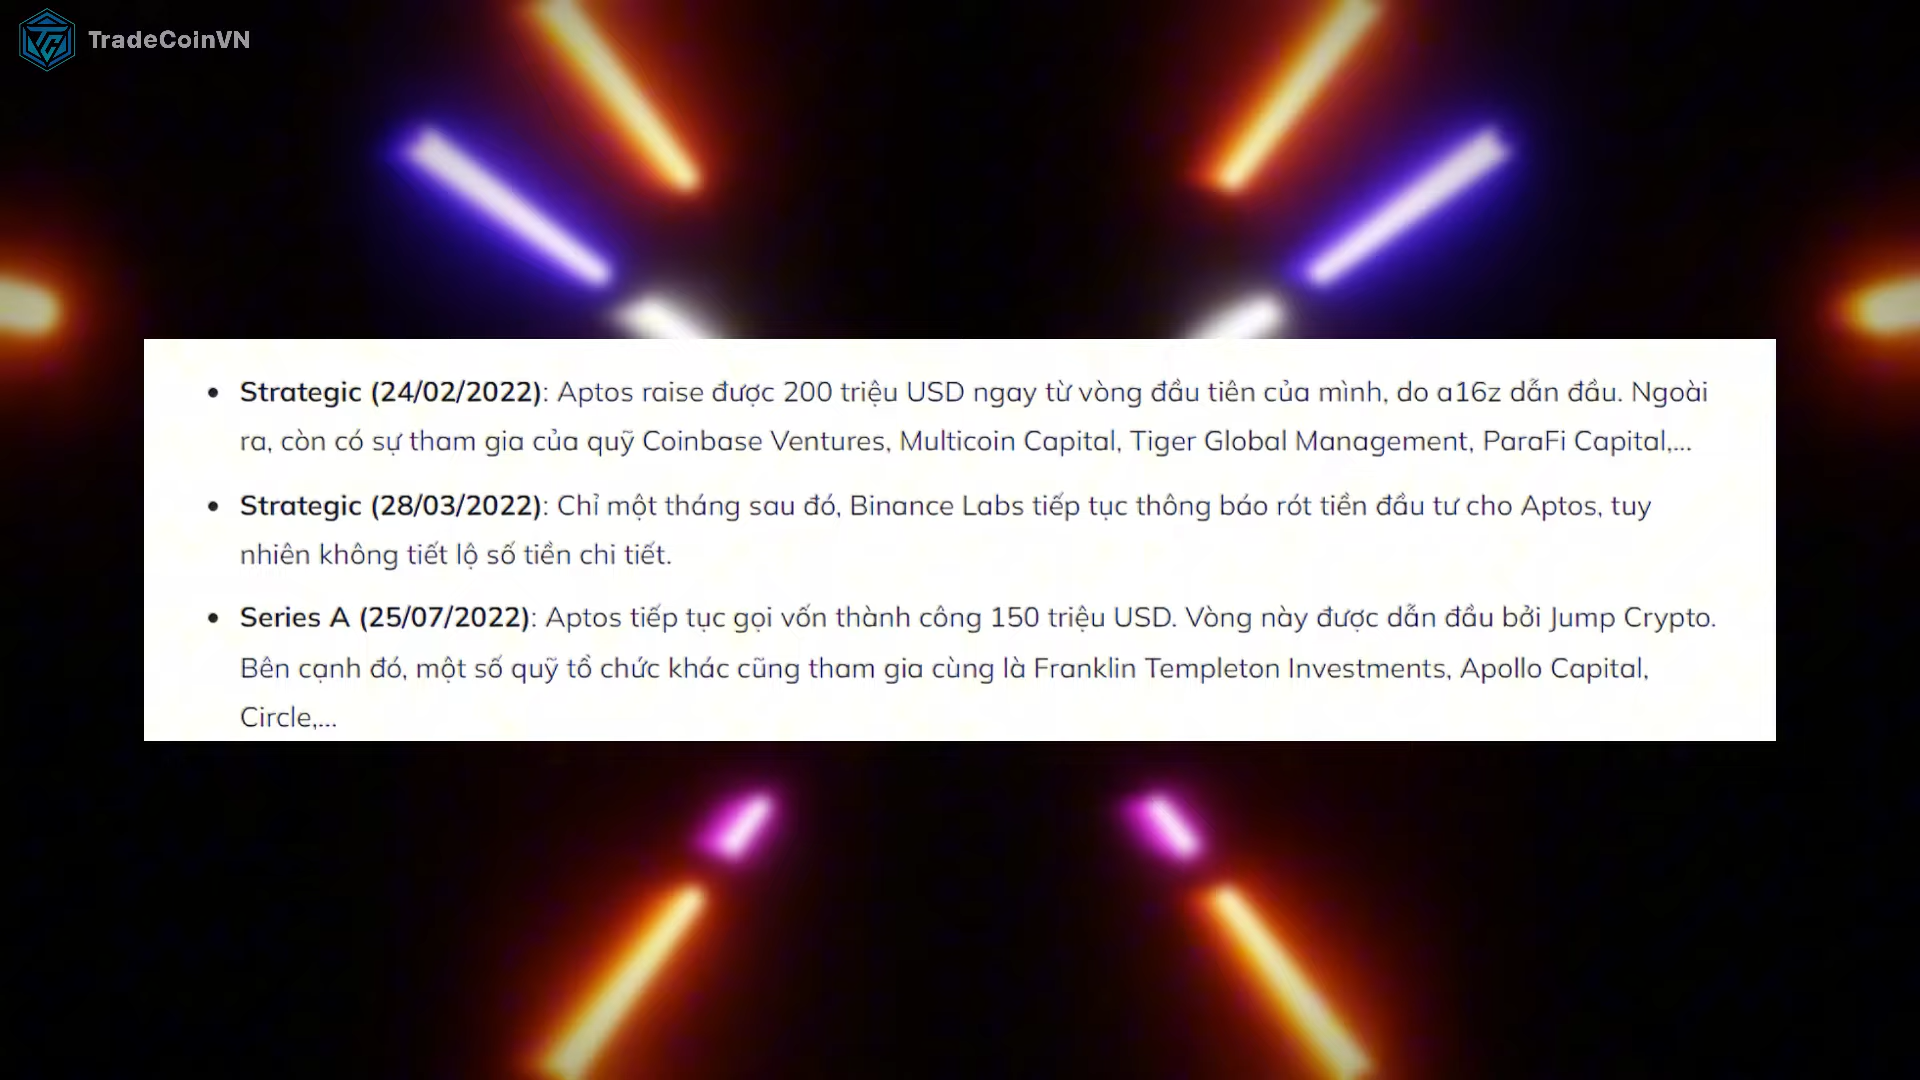 TradeCoinVN
• Strategic (24/02/2022): Aptos raise được 200 triệu USD ngay từ vòng đầu tiên của mình, do a16z dẫn đầu. Ngoài
ra, còn có sự tham gia của quỹ Coinbase Ventures, Multicoin Capital, Tiger Global Management, ParaFi Capital,...
• Strategic (28/03/2022): Chỉ một tháng sau đó, Binance Labs tiếp tục thông báo rót tiền đầu tư cho Aptos, tuy
nhiên không tiết lộ số tiền chi tiết.
• Series A (25/07/2022): Aptos tiếp tục gọi vốn thành công 150 triệu USD. Vòng này được dẫn đầu bởi Jump Crypto.
Bên cạnh đó, một số quỹ tổ chức khác cũng tham gia cùng là Franklin Templeton Investments, Apollo Capital,
Circle,...